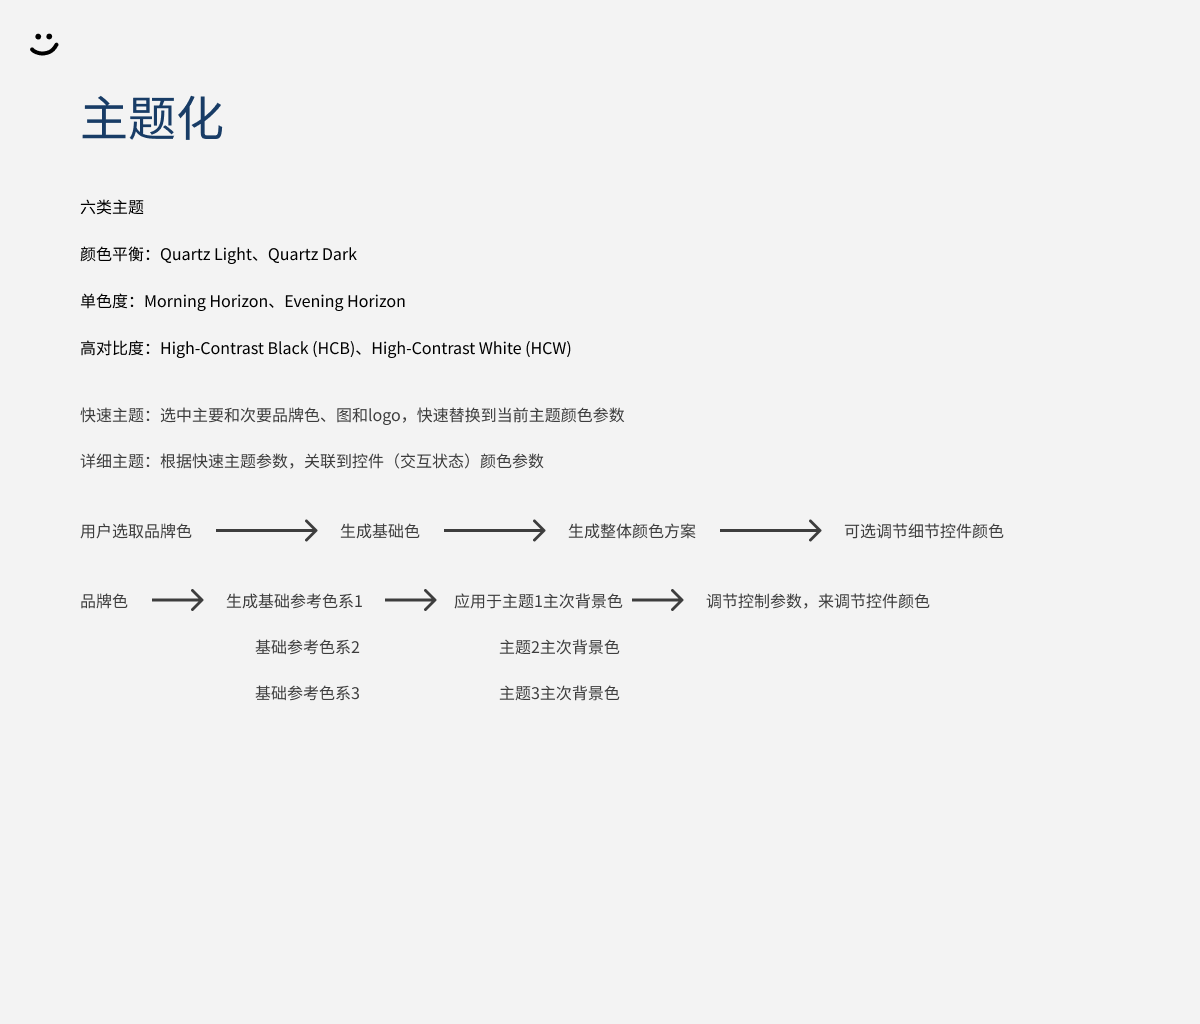 主题化
六类主题
颜色平衡：Quartz Light、Quartz Dark
单色度：Morning Horizon、Evening Horizon
高对比度：High-Contrast Black (HCB)、High-Contrast White (HCW)
快速主题：选中主要和次要品牌色、图和logo，快速替换到当前主题颜色参数
详细主题：根据快速主题参数，关联到控件（交互状态）颜色参数
用户选取品牌色 生成基础色 生成整体颜色方案 可选调节细节控件颜色
品牌色 生成基础参考色系1 应用于主题1主次背景色 调节控制参数，来调节控件颜色
基础参考色系2 主题2主次背景色
基础参考色系3 主题3主次背景色